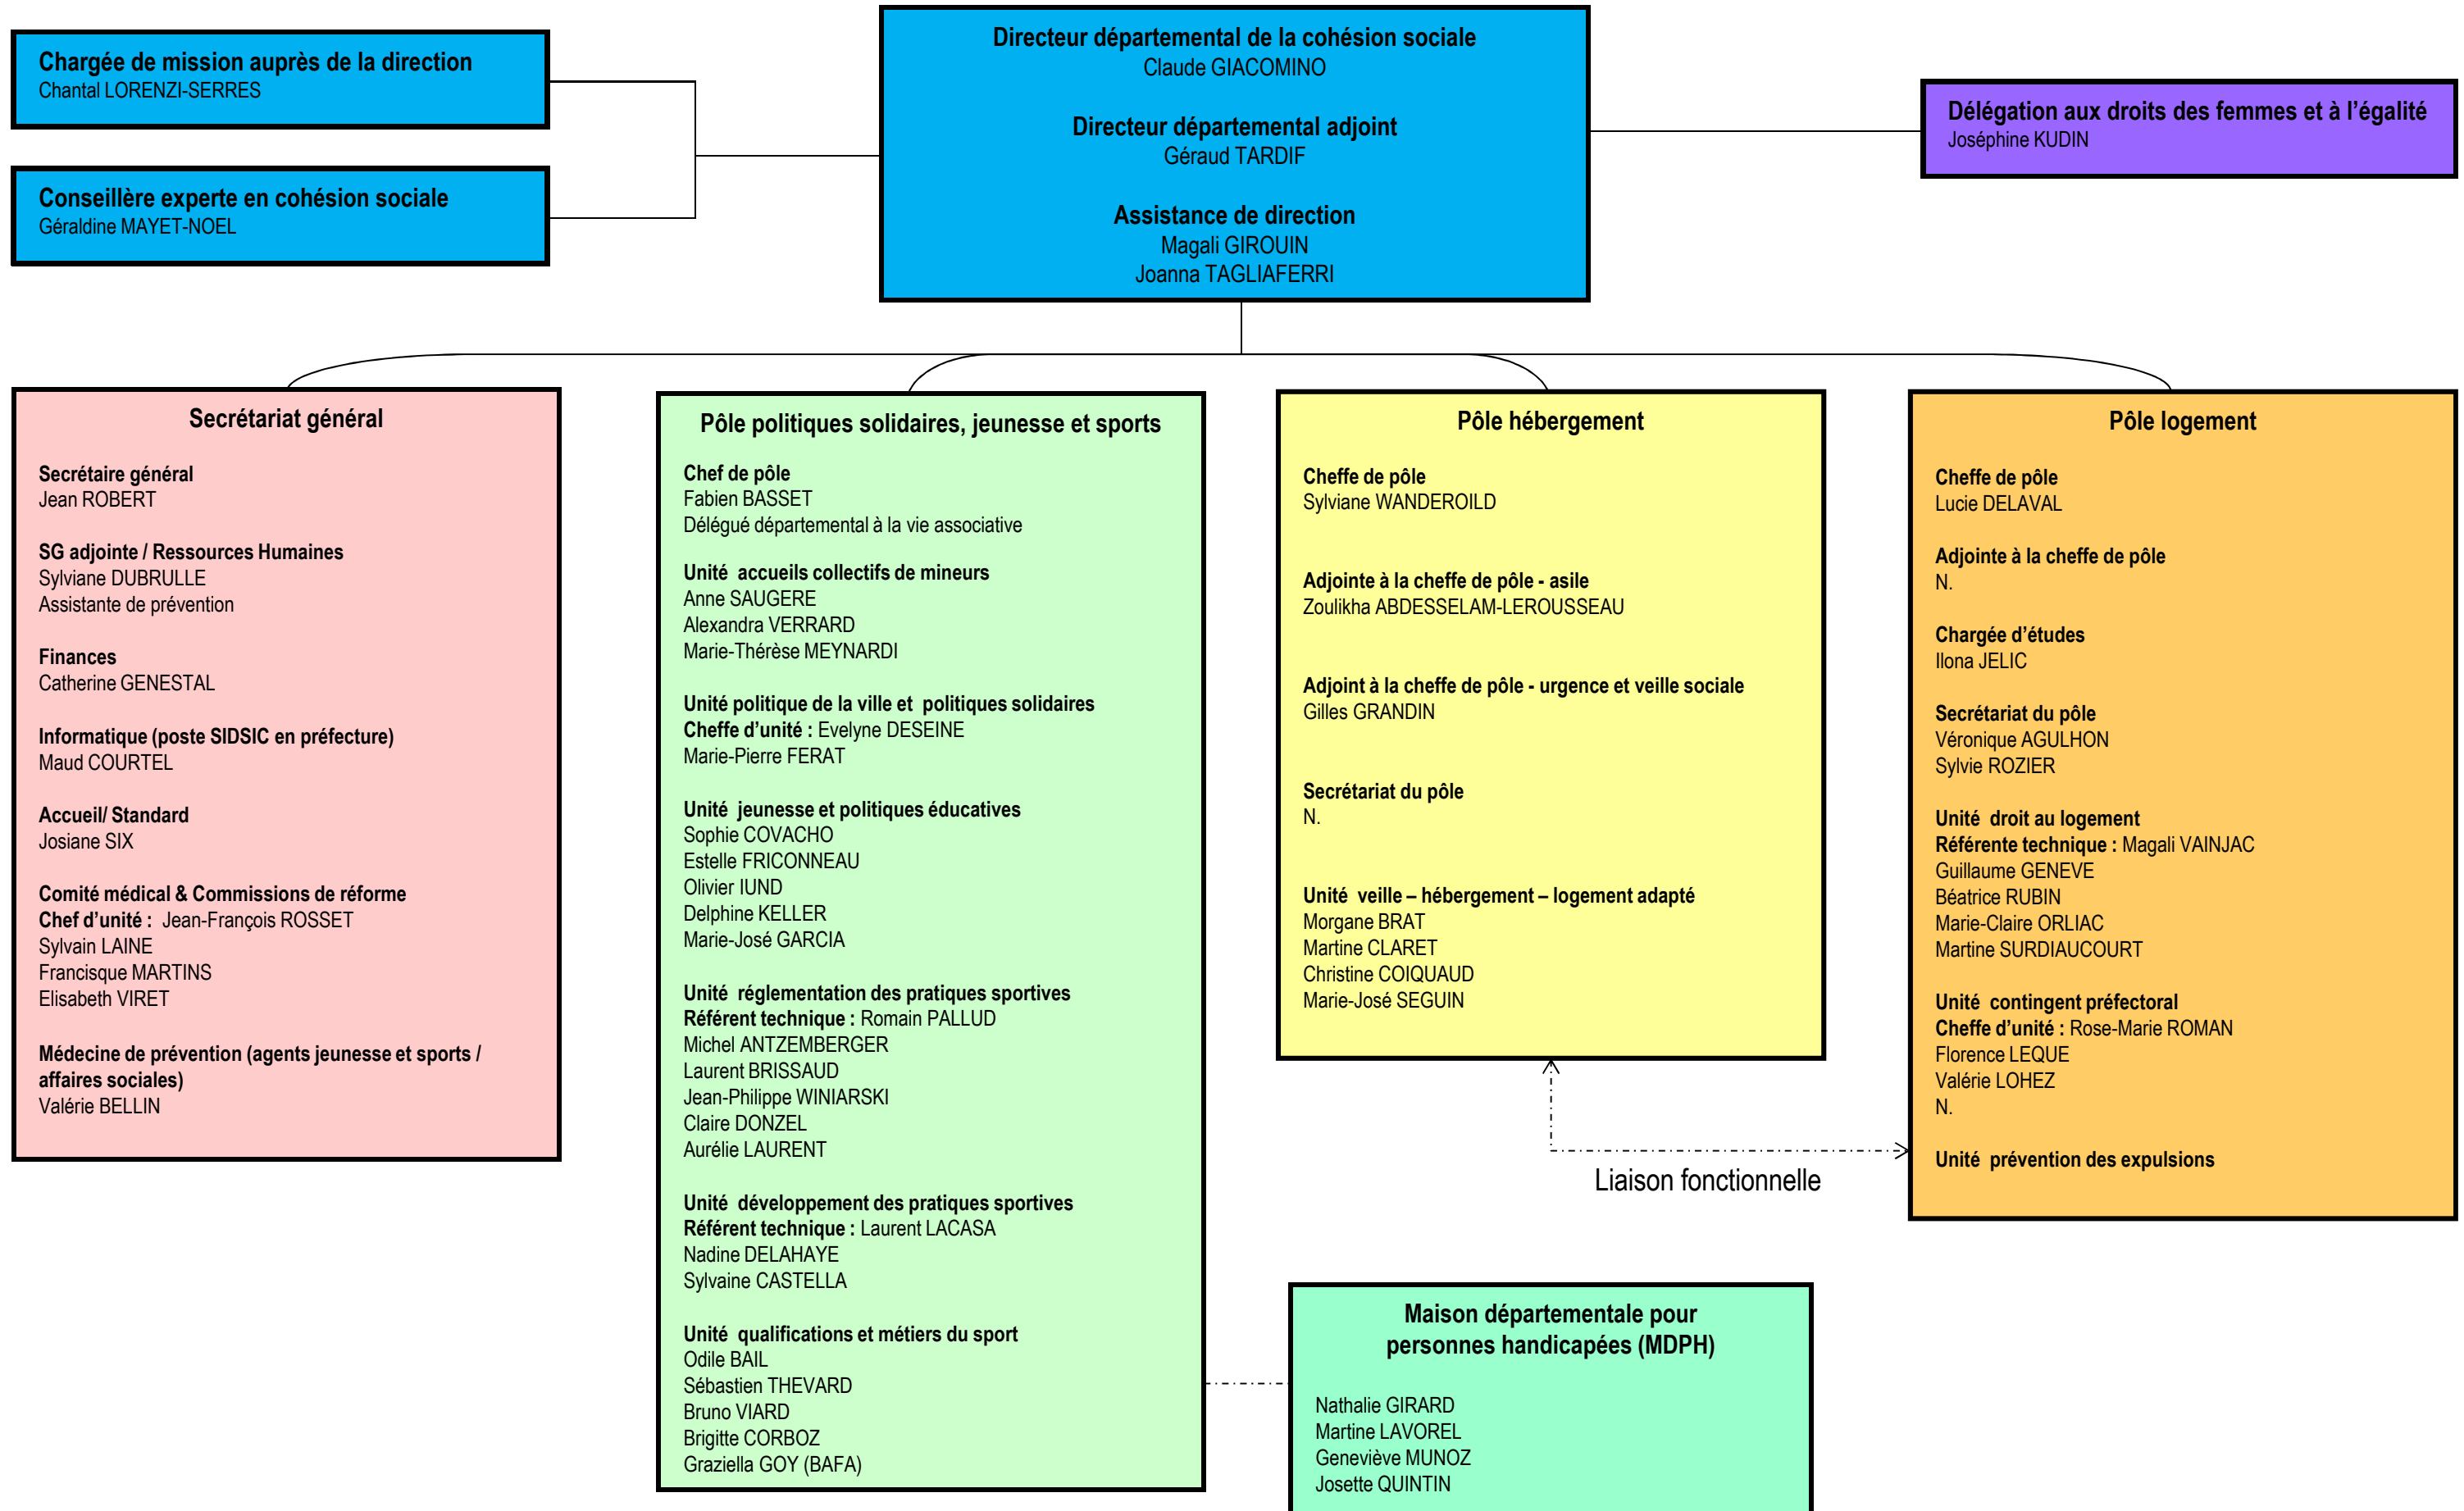 Chargée de mission auprès de la direction
Chantal LORENZI-SERRES
Conseillère experte en cohésion sociale
Géraldine MAYET-NOEL
Directeur départemental de la cohésion sociale
Claude GIACOMINO
Directeur départemental adjoint
Géraud TARDIF
Assistance de direction
Magali GIROUIN
Joanna TAGLIAFERRI
Délégation aux droits des femmes et à l'égalité
Joséphine KUDIN
Secrétariat général
Secrétaire général
Jean ROBERT
SG adjointe / Ressources Humaines
Sylviane DUBRULLE
Assistante de prévention
Finances
Catherine GENESTAL
Informatique (poste SIDSIC en préfecture)
Maud COURTEL
Accueil/ Standard
Josiane SIX
Comité médical & Commissions de réforme
Chef d'unité : Jean-François ROSSET
Sylvain LAINE
Francisque MARTINS
Elisabeth VIRET
Médecine de prévention (agents jeunesse et sports /
affaires sociales)
Valérie BELLIN
Pôle politiques solidaires, jeunesse et sports
Chef de pôle
Fabien BASSET
Délégué départemental à la vie associative
Unité accueils collectifs de mineurs
Anne SAUGERE
Alexandra VERRARD
Marie-Thérèse MEYNARDI
Unité politique de la ville et politiques solidaires
Cheffe d'unité : Evelyne DESEINE
Marie-Pierre FERAT
Unité jeunesse et politiques éducatives
Sophie COVACHO
Estelle FRICONNEAU
Olivier IUND
Delphine KELLER
Marie-José GARCIA
Unité réglementation des pratiques sportives
Référent technique : Romain PALLUD
Michel ANTZEMBERGER
Laurent BRISSAUD
Jean-Philippe WINIARSKI
Claire DONZEL
Aurélie LAURENT
Unité développement des pratiques sportives
Référent technique : Laurent LACASA
Nadine DELAHAYE
Sylvaine CASTELLA
Unité qualifications et métiers du sport
Odile BAIL
Sébastien THEVARD
Bruno VIARD
Brigitte CORBOZ
Graziella GOY (BAFA)
Pôle hébergement
Cheffe de pôle
Sylviane WANDEROILD
Adjointe à la cheffe de pôle - asile
Zoulikha ABDESSELAM-LEROUSSEAU
Adjoint à la cheffe de pôle - urgence et veille sociale
Gilles GRANDIN
Secrétariat du pôle
N.
Unité veille – hébergement – logement adapté
Morgane BRAT
Martine CLARET
Christine COIQUAUD
Marie-José SEGUIN
Pôle logement
Cheffe de pôle
Lucie DELAVAL
Adjointe à la cheffe de pôle
N.
Chargée d'études
Ilona JELIC
Secrétariat du pôle
Véronique AGULHON
Sylvie ROZIER
Unité droit au logement
Référente technique : Magali VAINJAC
Guillaume GENEVE
Béatrice RUBIN
Marie-Claire ORLIAC
Martine SURDIAUCOURT
Unité contingent préfectoral
Cheffe d'unité : Rose-Marie ROMAN
Florence LEQUE
Valérie LOHEZ
N.
Unité prévention des expulsions
Liaison fonctionnelle
Maison départementale pour
personnes handicapées (MDPH)
Nathalie GIRARD
Martine LAVOREL
Geneviève MUNOZ
Josette QUINTIN